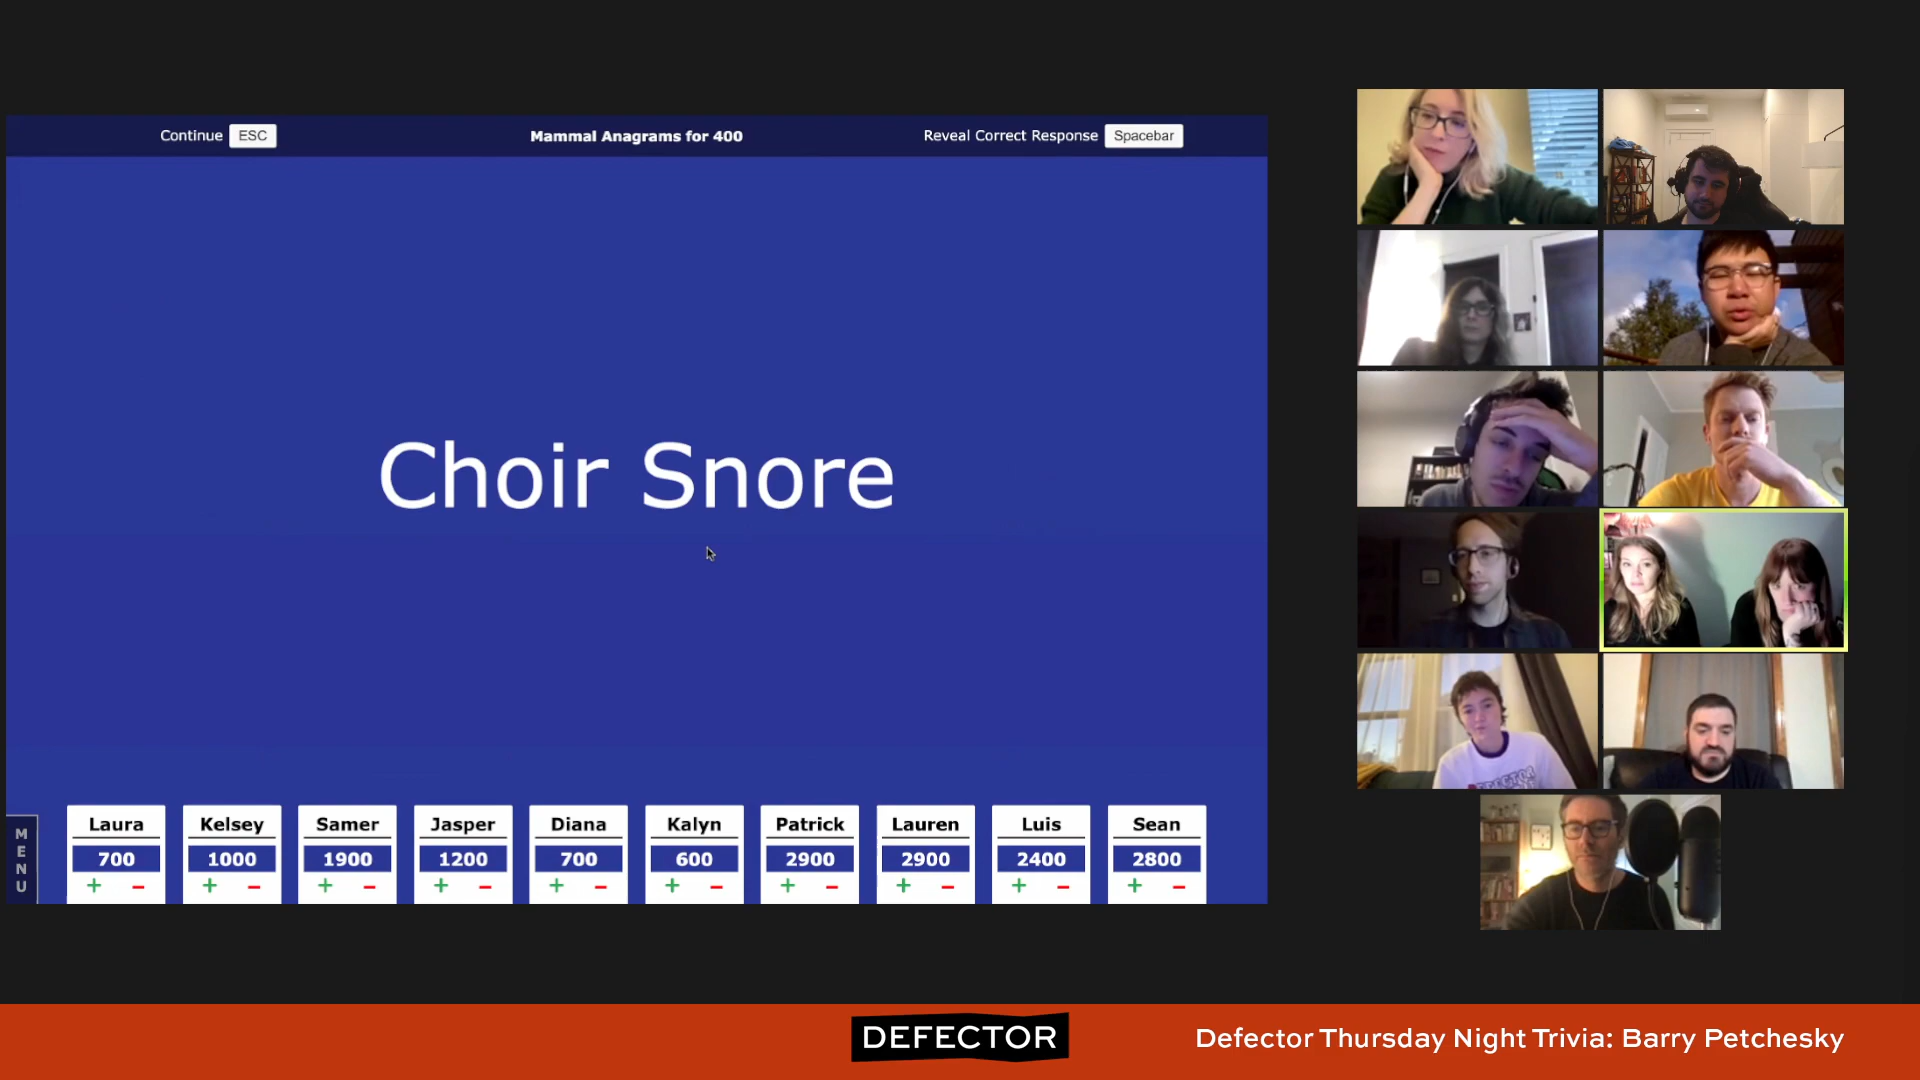 Continue ESC
Mammal Anagrams for 400
Reveal Correct Response Spacebar
Choir Snore
MENU
Laura Kelsey Samer Jasper Diana Kalyn Patrick Lauren Luis Sean
700 1000 1900 1200 700 600 2900 2900 2400 2800
+ − + − + − + − + − + − + − + − + − + −
DEFECTOR
DEFECTOR
Defector Thursday Night Trivia: Barry Petchesky